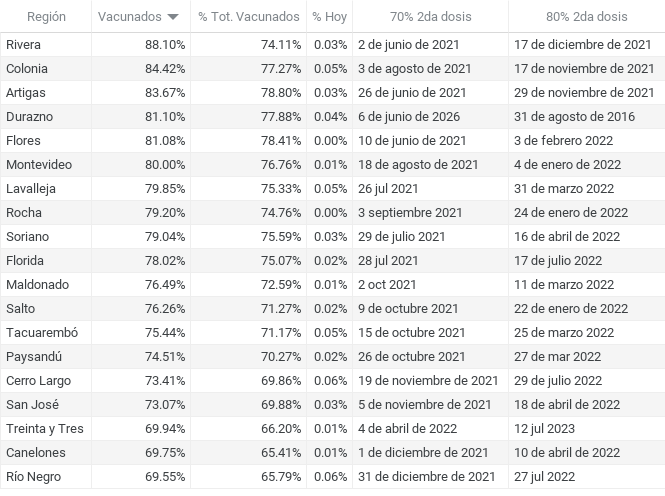 Región Vacunados % Tot. Vacunados % Hoy 70% 2da dosis 80% 2da dosis
Rivera 88.10% 74.11% 0.03% 2 de junio de 2021 17 de diciembre de 2021
Colonia 84.42% 77.27% 0.05% 3 de agosto de 2021 17 de noviembre de 2021
Artigas 83.67% 78.80% 0.03% 26 de junio de 2021 29 de noviembre de 2021
Durazno 81.10% 77.88% 0.04% 6 de junio de 2026 31 de agosto de 2016
Flores 81.08% 78.41% 0.00% 10 de junio de 2021 3 de febrero 2022
Montevideo 80.00% 76.76% 0.01% 18 de agosto de 2021 4 de enero de 2022
Lavalleja 79.85% 75.33% 0.05% 26 jul 2021 31 de marzo 2022
Rocha 79.20% 74.76% 0.00% 3 septiembre 2021 24 de enero de 2022
Soriano 79.04% 75.59% 0.03% 29 de julio 2021 16 de abril de 2022
Florida 78.02% 75.07% 0.02% 28 jul 2021 17 de julio 2022
Maldonado 76.49% 72.59% 0.01% 2 oct 2021 11 de marzo de 2022
Salto 76.26% 71.27% 0.02% 9 de octubre 2021 22 de enero de 2022
Tacuarembó 75.44% 71.17% 0.05% 15 de octubre 2021 25 de marzo de 2022
Paysandú 74.51% 70.27% 0.02% 26 de octubre 2021 27 de mar 2022
Cerro Largo 73.41% 69.86% 0.06% 19 de noviembre de 2021 29 de julio 2022
San José 73.07% 69.88% 0.03% 5 de noviembre de 2021 18 de abril de 2022
Treinta y Tres 69.94% 66.20% 0.01% 4 de abril de 2022 12 jul 2023
Canelones 69.75% 65.41% 0.01% 1 de diciembre de 2021 10 de abril de 2022
Río Negro 69.55% 65.79% 0.06% 31 de diciembre de 2021 27 jul 2022